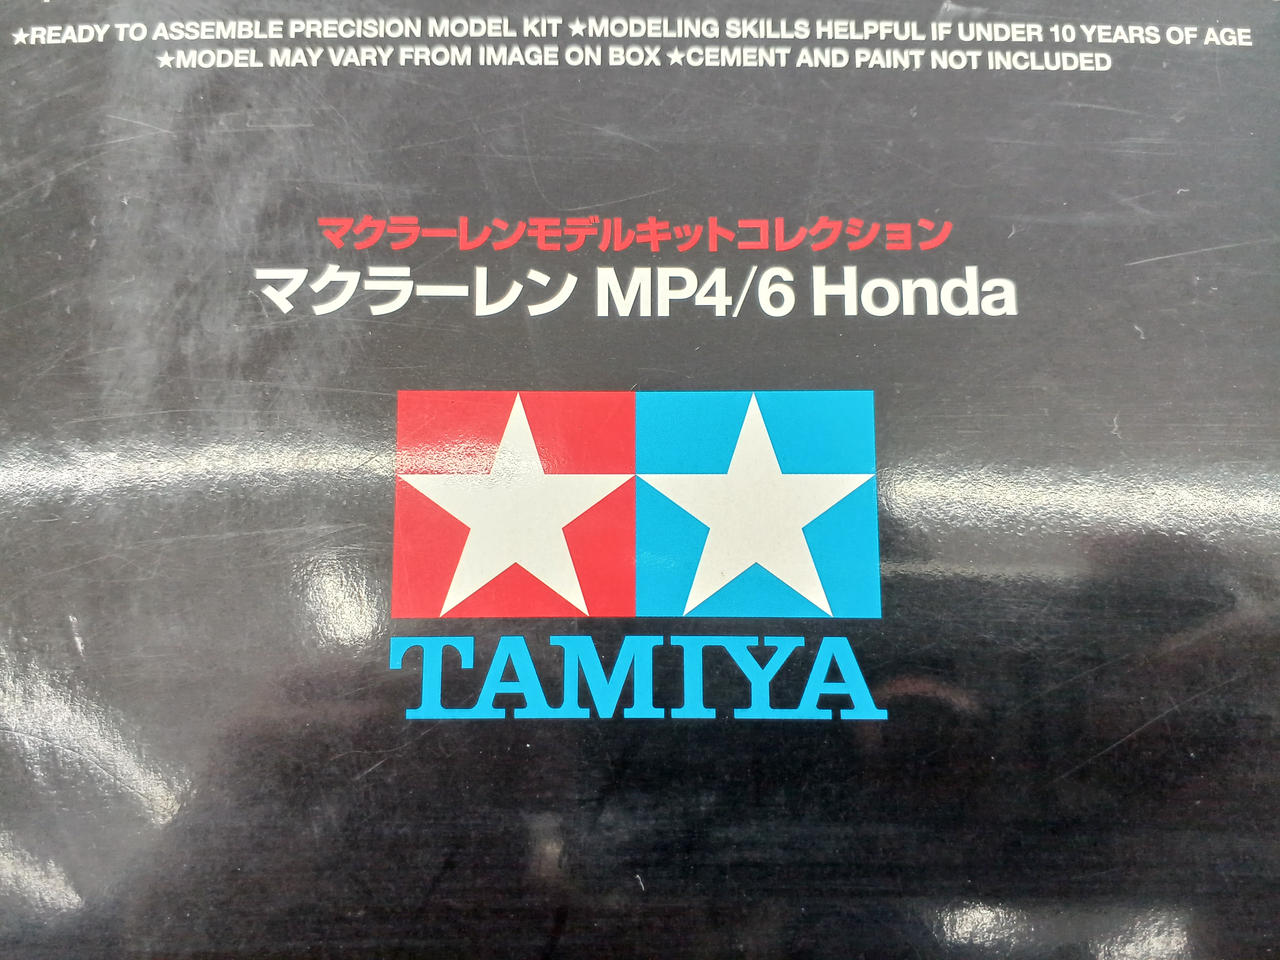 ★READY TO ASSEMBLE PRECISION MODEL KIT ★MODELING SKILLS HELPFUL IF UNDER 10 YEARS OF AGE
★MODEL MAY VARY FROM IMAGE ON BOX ★CEMENT AND PAINT NOT INCLUDED
マクラーレンモデルキットコレクション
マクラーレン MP4/6 Honda
TAMIYA